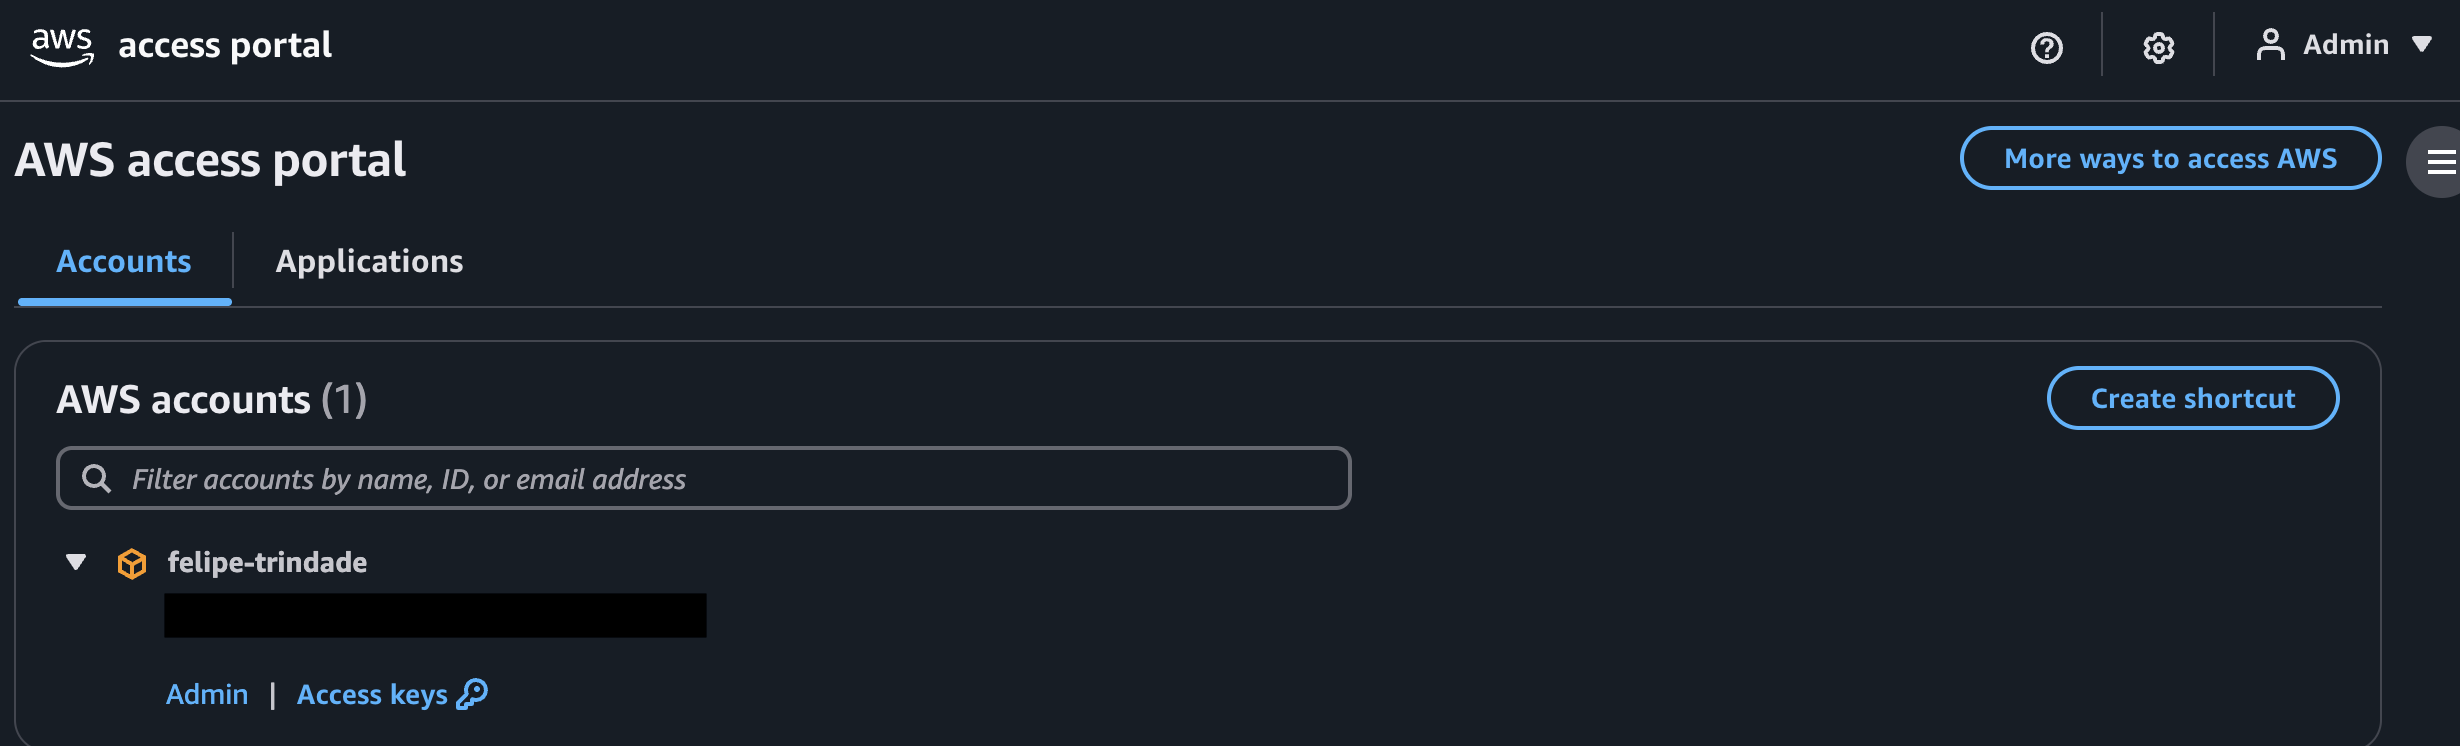 aws access portal
Admin
AWS access portal
More ways to access AWS
Accounts
Applications
AWS accounts (1)
Create shortcut
Filter accounts by name, ID, or email address
felipe-trindade
Admin | Access keys